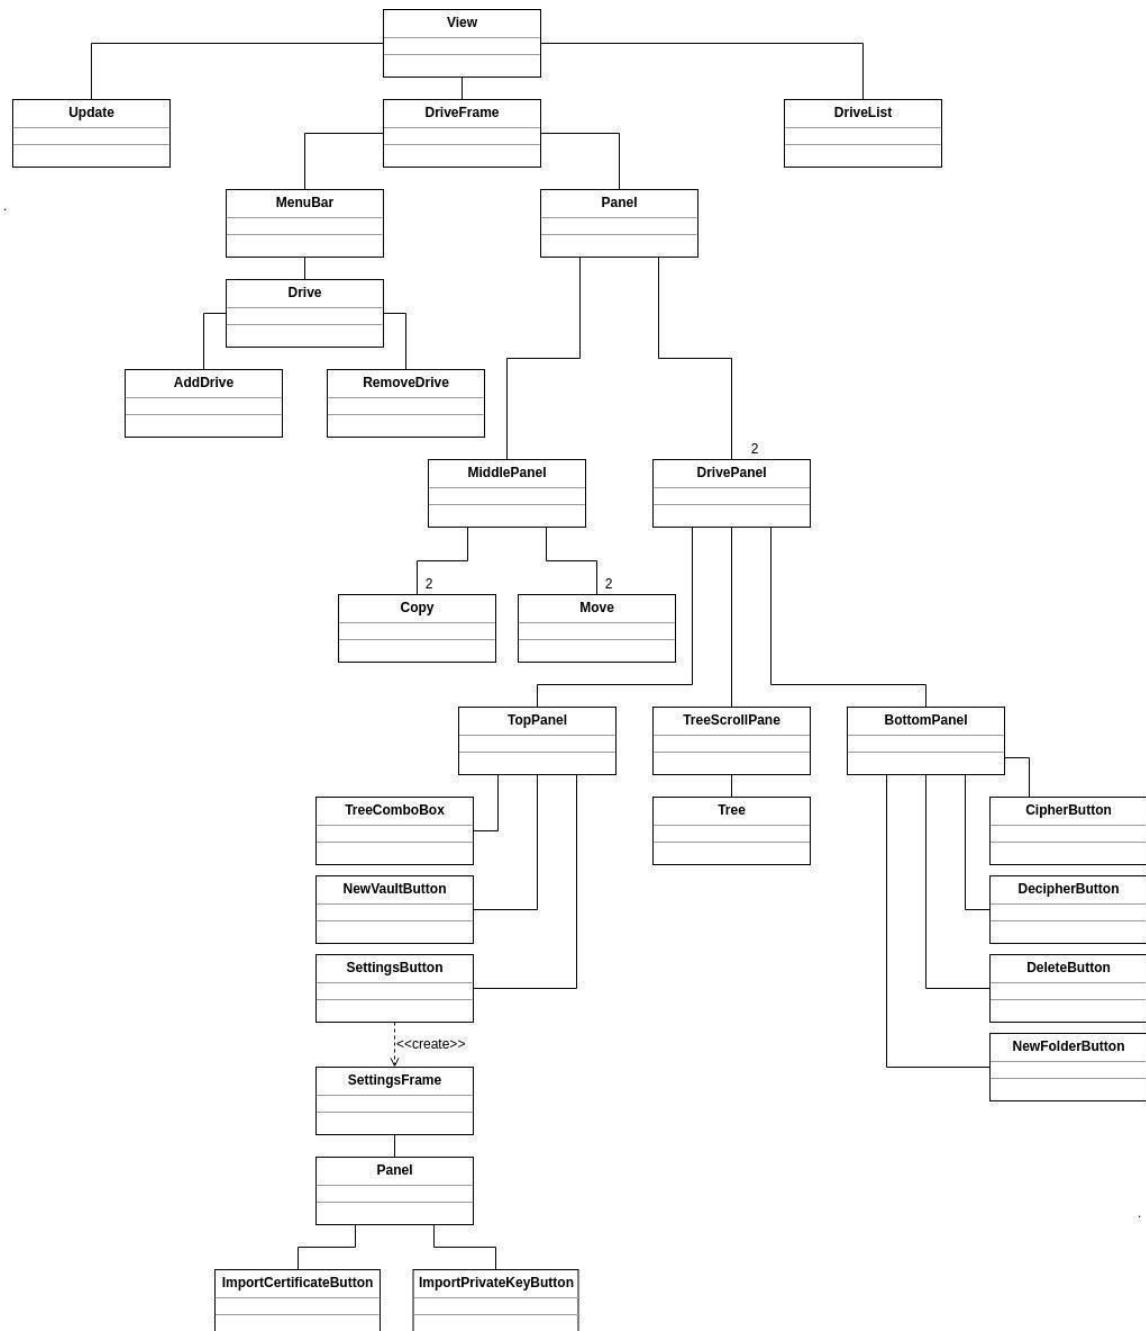 View
Update
DriveFrame
DriveList
MenuBar
Panel
Drive
AddDrive
RemoveDrive
2
MiddlePanel
DrivePanel
2
2
Copy
Move
TopPanel
TreeScrollPane
BottomPanel
TreeComboBox
Tree
CipherButton
NewVaultButton
DecipherButton
SettingsButton
DeleteButton
<<create>>
NewFolderButton
SettingsFrame
Panel
ImportCertificateButton
ImportPrivateKeyButton